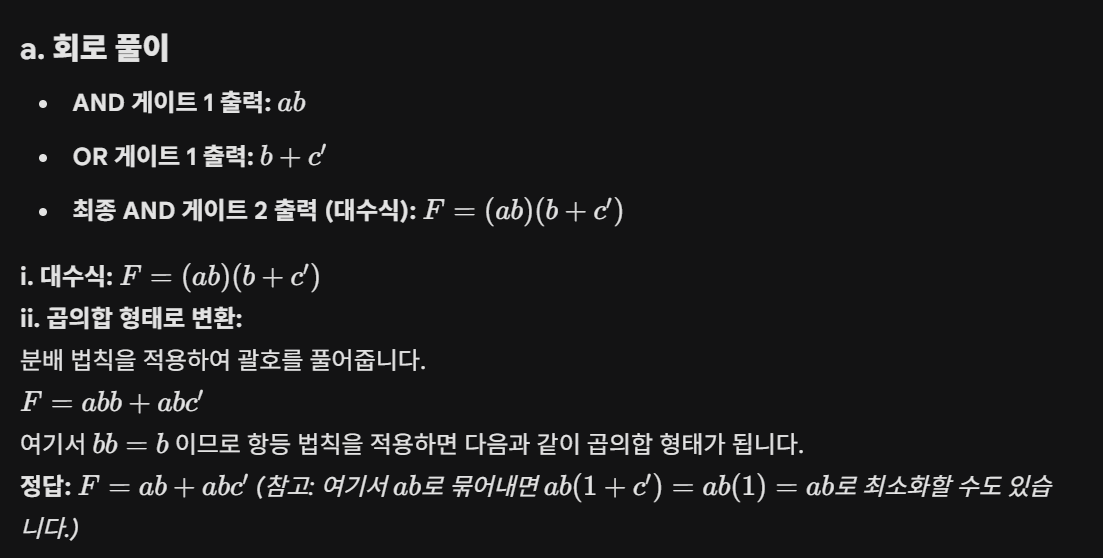 a. 회로 풀이
• AND 게이트 1 출력: ab
• OR 게이트 1 출력: b + c′
• 최종 AND 게이트 2 출력 (대수식): F = (ab)(b + c′)
i. 대수식: F = (ab)(b + c′)
ii. 곱의합 형태로 변환:
분배 법칙을 적용하여 괄호를 풀어줍니다.
F = abb + abc′
여기서 bb = b 이므로 항등 법칙을 적용하면 다음과 같이 곱의합 형태가 됩니다.
정답: F = ab + abc′ (참고: 여기서 ab로 묶어내면 ab(1 + c′) = ab(1) = ab로 최소화할 수도 있습
니다.)